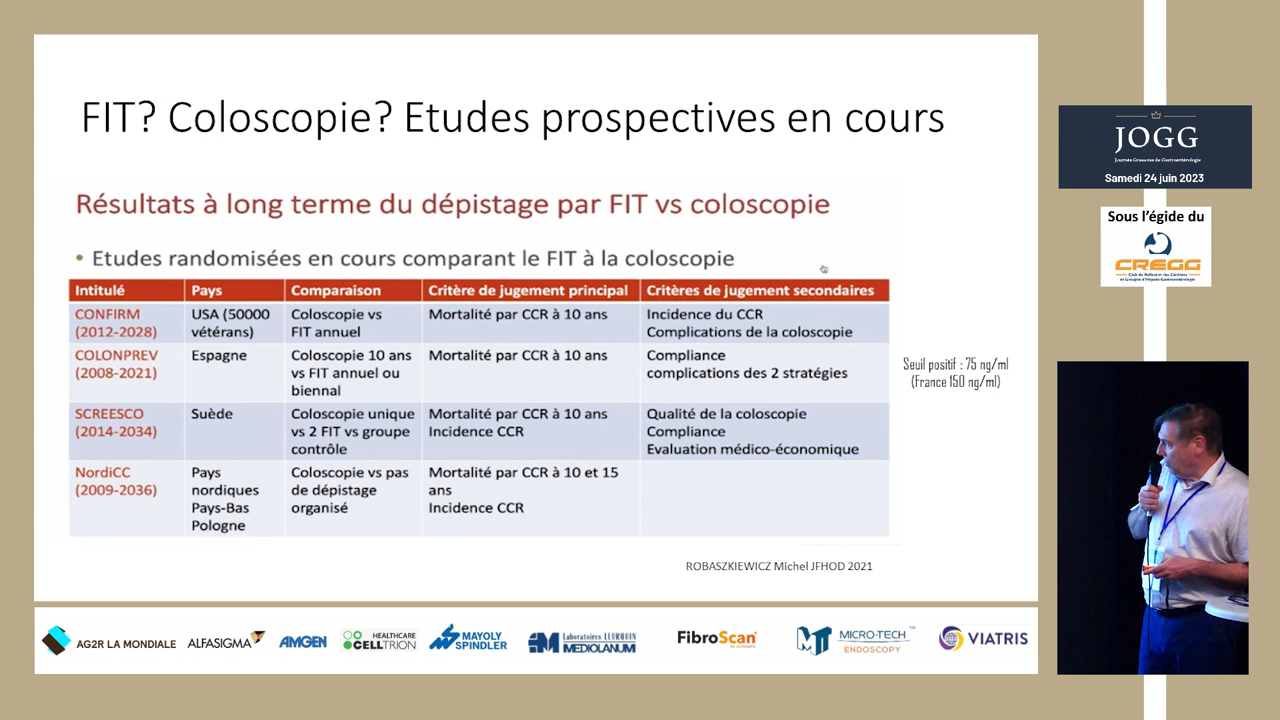 FIT? Coloscopie? Etudes prospectives en cours
Résultats à long terme du dépistage par FIT vs coloscopie
• Etudes randomisées en cours comparant le FIT à la coloscopie
Intitulé Pays Comparaison Critère de jugement principal Critères de jugement secondaires
CONFIRM USA (50000 Coloscopie vs Mortalité par CCR à 10 ans Incidence du CCR
(2012-2028) vétérans) FIT annuel Complications de la coloscopie
COLONPREV Espagne Coloscopie 10 ans Mortalité par CCR à 10 ans Compliance
(2008-2021) vs FIT annuel ou complications des 2 stratégies
biennal
SCREESCO Suède Coloscopie unique Mortalité par CCR à 10 ans Qualité de la coloscopie
(2014-2034) vs 2 FIT vs groupe Incidence CCR Compliance
contrôle Evaluation médico-économique
NordiCC Pays Coloscopie vs pas Mortalité par CCR à 10 et 15
(2009-2036) nordiques de dépistage ans
Pays-Bas organisé Incidence CCR
Pologne
Seuil positif : 75 ng/ml
(France 150 ng/ml)
ROBASZKIEWICZ Michel JFHOD 2021
JOGG
Journée Grassoise de Gastroentérologie
Samedi 24 juin 2023
Sous l'égide du
CREGG
AG2R LA MONDIALE
ALFASIGMA
AMGEN
HEALTHCARE
CELLTRION
MAYOLY
SPINDLER
Laboratoires LEURQUIN
MEDIOLANUM
FibroScan
MICRO-TECH
ENDOSCOPY
VIATRIS